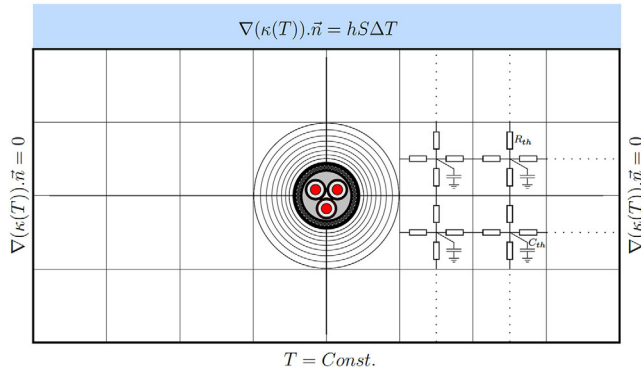 ∇(κ(T)).n⃗ = hSΔT
∇(κ(T)).n⃗ = 0
R_th
C_th
∇(κ(T)).n⃗ = 0
T = Const.